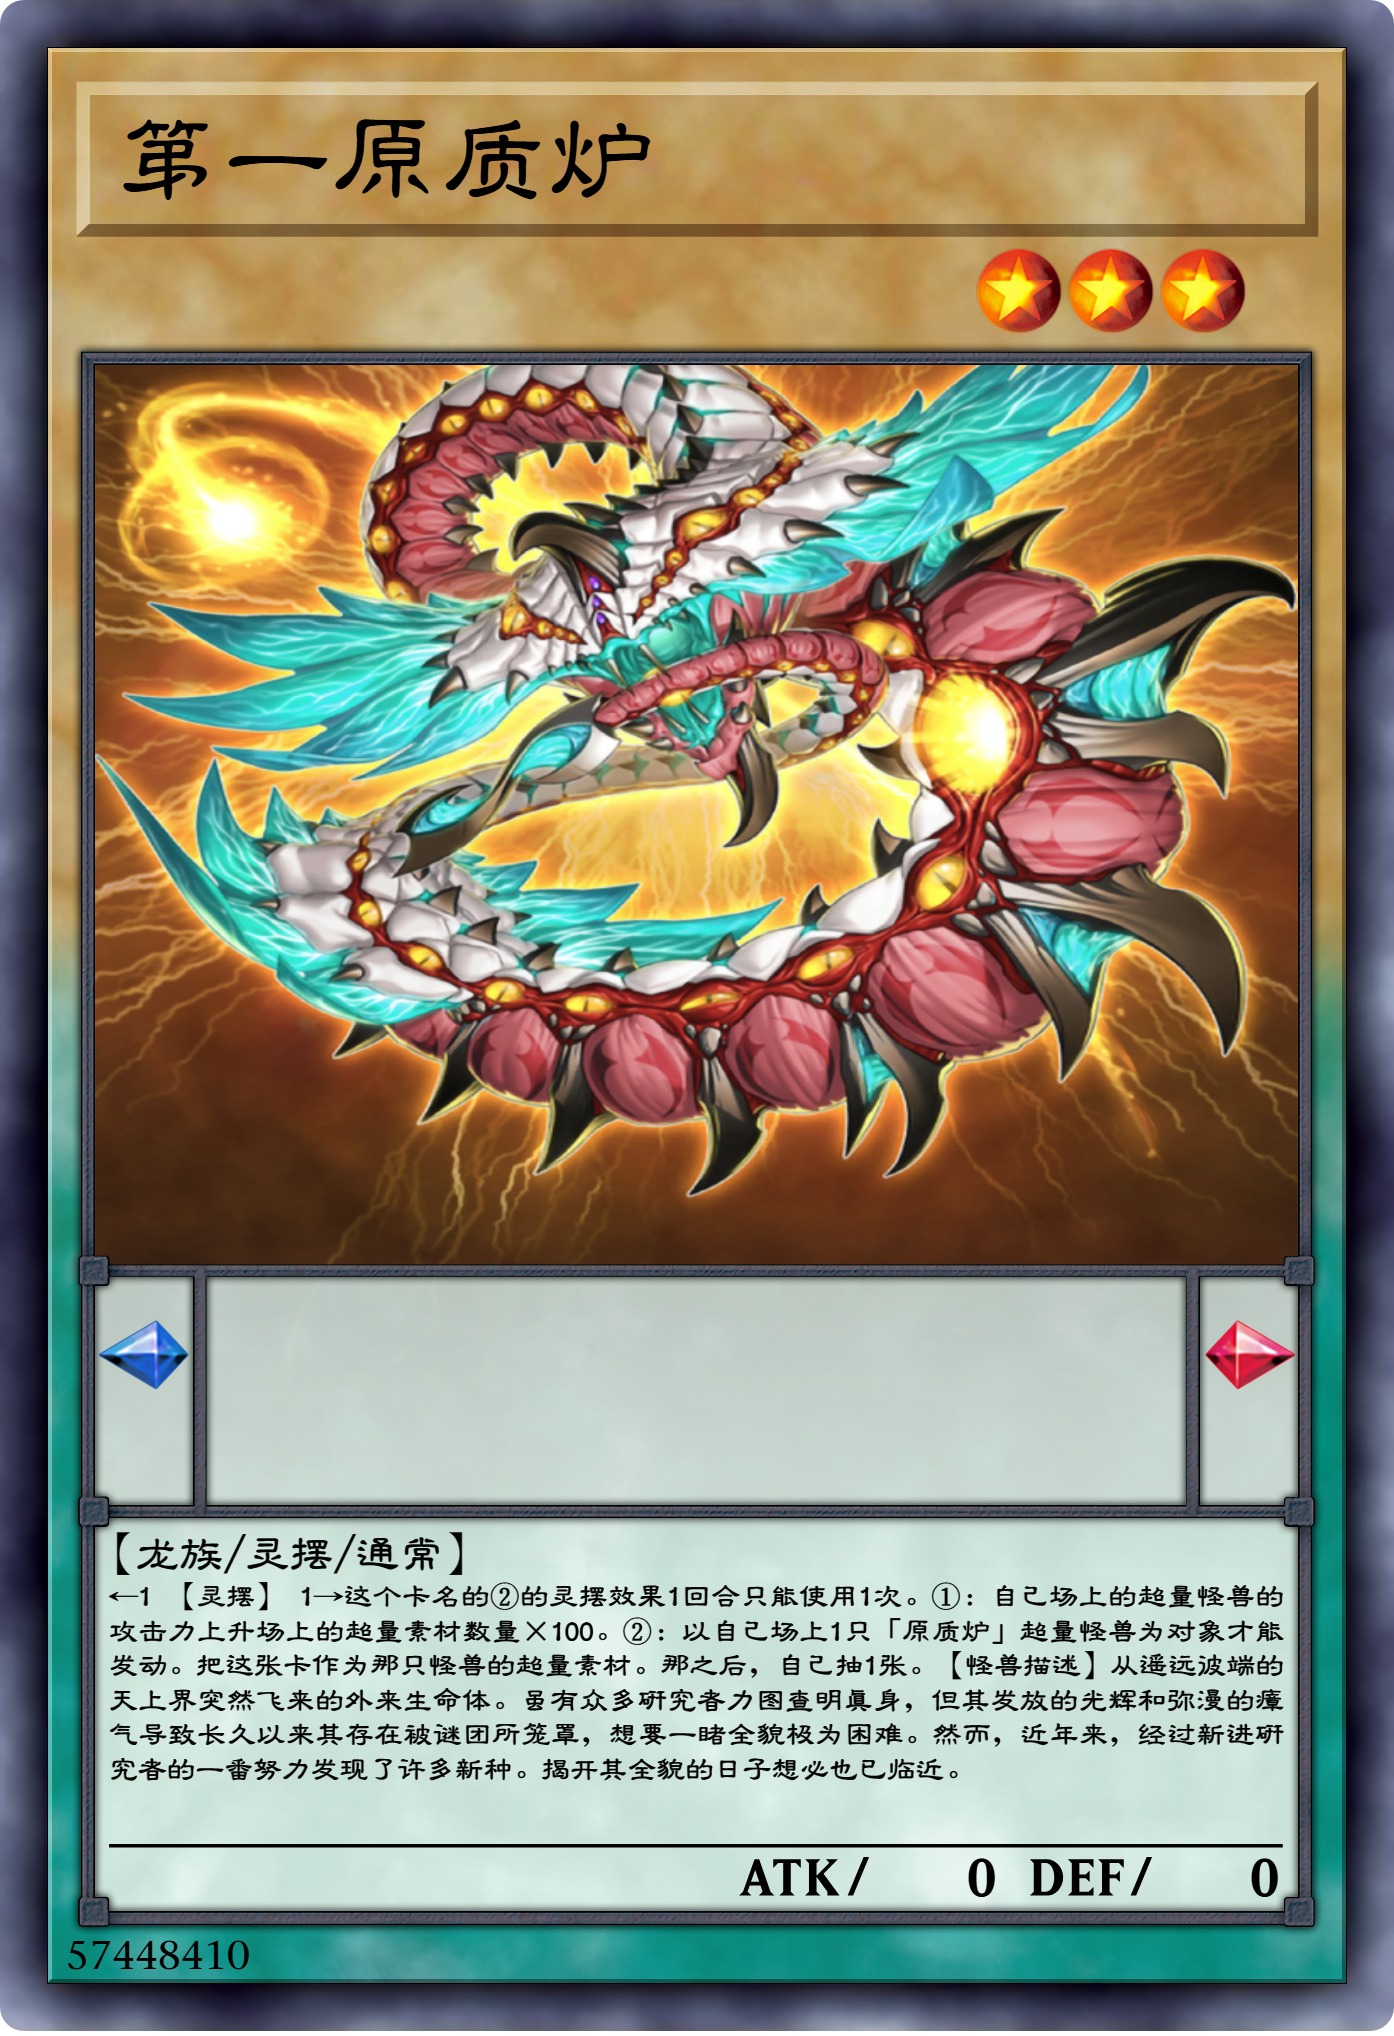 第一原质炉
【龙族/灵摆/通常】
←1 【灵摆】 1→这个卡名的②的灵摆效果1回合只能使用1次。①：自己场上的超量怪兽的
攻击力上升场上的超量素材数量×100。②：以自己场上1只「原质炉」超量怪兽为对象才能
发动。把这张卡作为那只怪兽的超量素材。那之后，自己抽1张。【怪兽描述】从遥远彼端的
天上界突然飞来的外来生命体。虽有众多研究者力图查明真身，但其发放的光辉和弥漫的瘴
气导致长久以来其存在被谜团所笼罩，想要一睹全貌极为困难。然而，近年来，经过新进研
究者的一番努力发现了许多新种。揭开其全貌的日子想必也已临近。
ATK/ 0 DEF/ 0
57448410